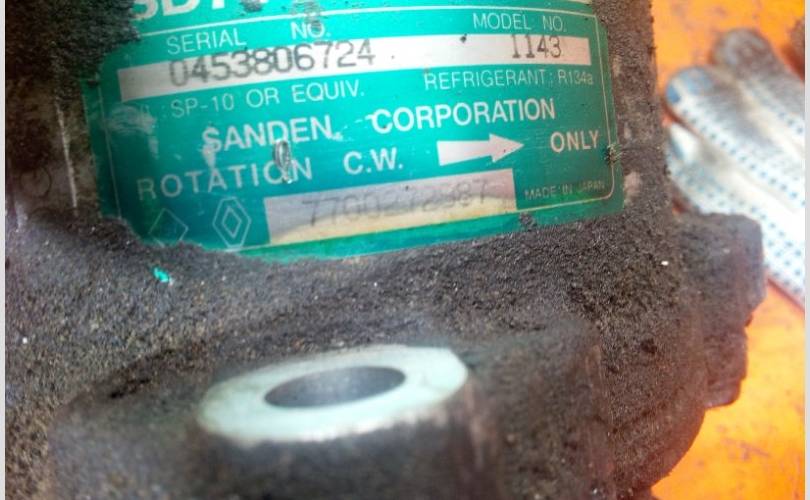 SERIAL NO. MODEL NO.
0453806724 1143
SP-10 OR EQUIV. REFRIGERANT: R134a
SANDEN CORPORATION
ROTATION C.W. ONLY
MADE IN JAPAN